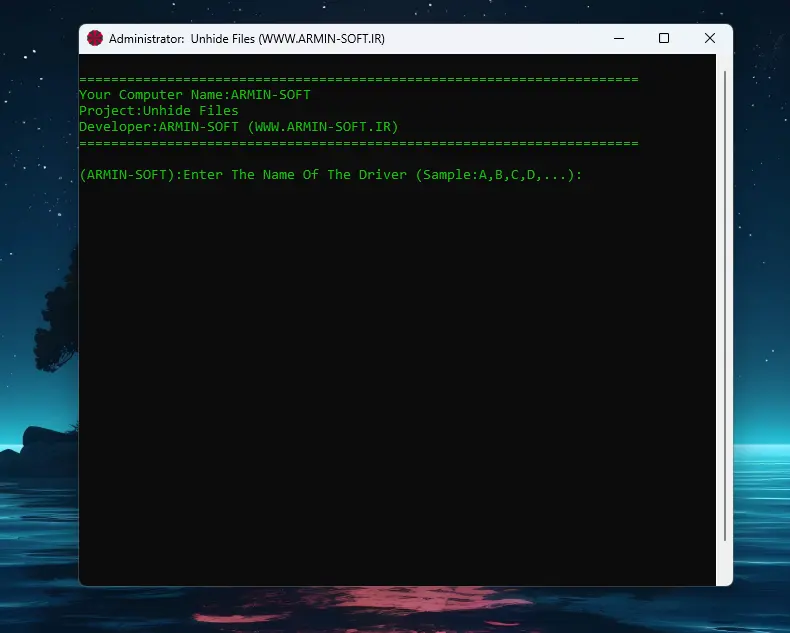 Administrator:  Unhide Files (WWW.ARMIN-SOFT.IR)
======================================================================
Your Computer Name:ARMIN-SOFT
Project:Unhide Files
Developer:ARMIN-SOFT (WWW.ARMIN-SOFT.IR)
======================================================================
(ARMIN-SOFT):Enter The Name Of The Driver (Sample:A,B,C,D,...):